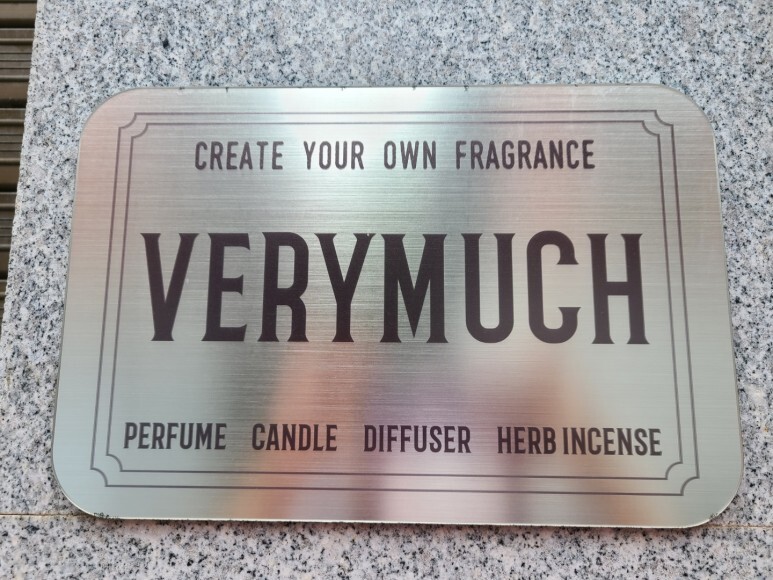 CREATE YOUR OWN FRAGRANCE
VERYMUCH
PERFUME CANDLE DIFFUSER HERB INCENSE